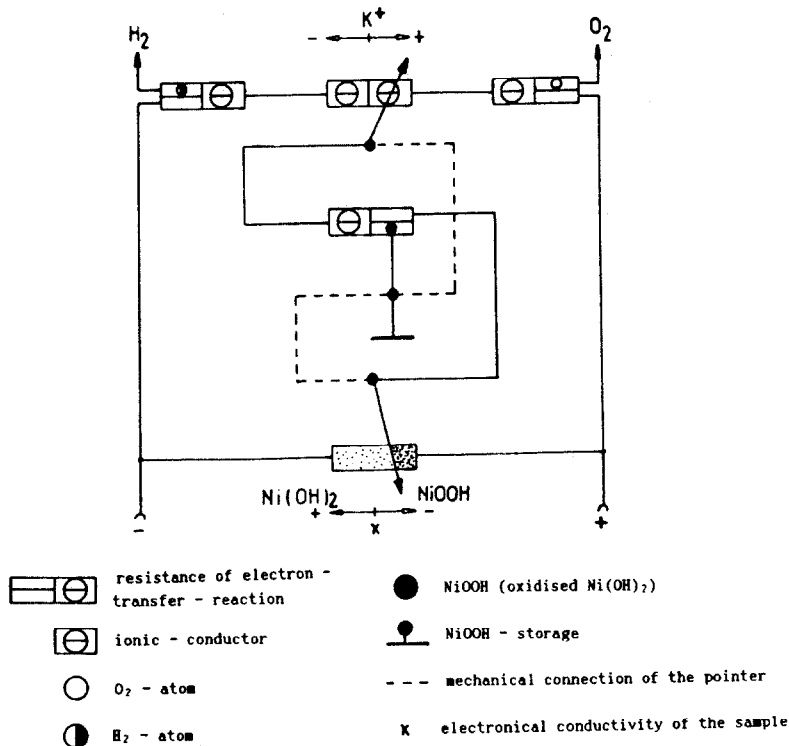 K+
H2
O2
- +
Ni(OH)2 NiOOH
+ -
x
- +
resistance of electron -
transfer - reaction
ionic - conductor
O2 - atom
H2 - atom
NiOOH (oxidised Ni(OH)2)
NiOOH - storage
--- mechanical connection of the pointer
x electronical conductivity of the sample